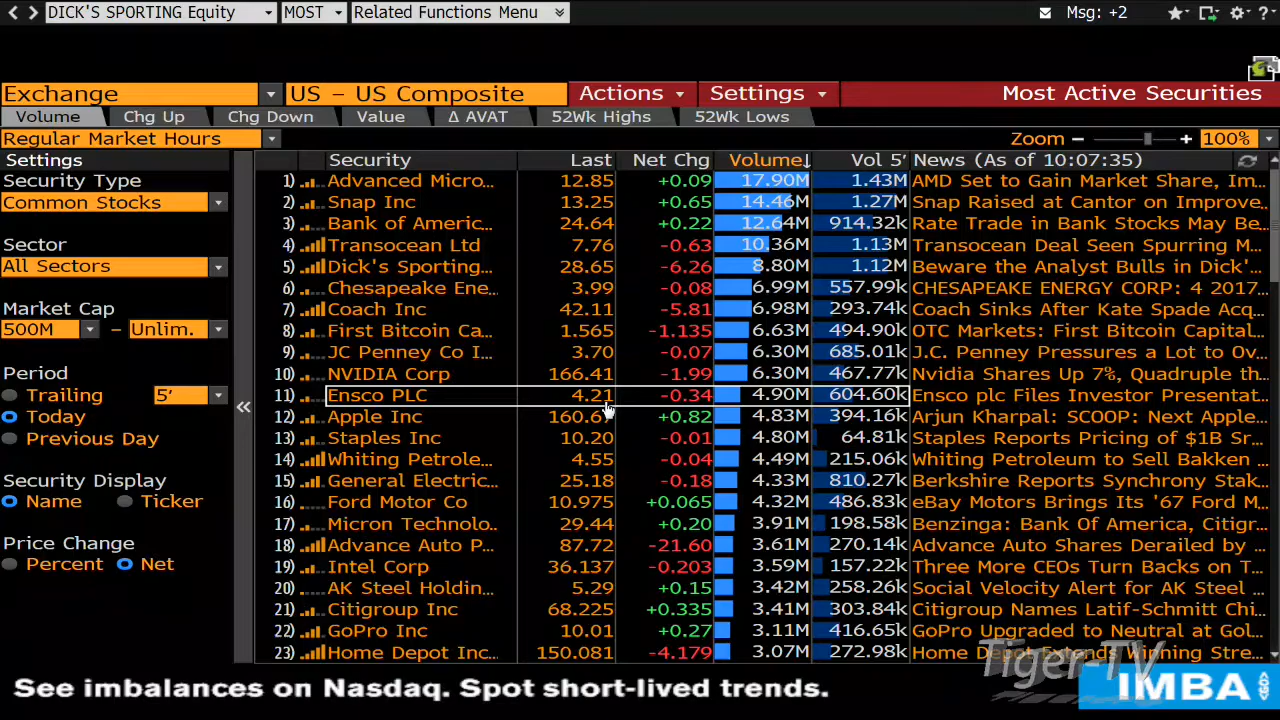 DICK'S SPORTING Equity MOST Related Functions Menu Msg: +2
Exchange US - US Composite Actions Settings Most Active Securities
Volume Chg Up Chg Down Value Δ AVAT 52Wk Highs 52Wk Lows
Regular Market Hours Zoom - + 100%
Settings Security Last Net Chg Volume↓ Vol 5' News (As of 10:07:35)
Security Type 1) Advanced Micro... 12.85 +0.09 17.90M 1.43M AMD Set to Gain Market Share, Im...
Common Stocks 2) Snap Inc 13.25 +0.65 14.46M 1.27M Snap Raised at Cantor on Improve...
3) Bank of Americ... 24.64 +0.22 12.64M 914.32k Rate Trade in Bank Stocks May Be...
Sector 4) Transocean Ltd 7.76 -0.63 10.36M 1.13M Transocean Deal Seen Spurring M...
All Sectors 5) Dick's Sporting... 28.65 -6.26 8.80M 1.12M Beware the Analyst Bulls in Dick'...
6) Chesapeake Ene... 3.99 -0.08 6.99M 557.99k CHESAPEAKE ENERGY CORP: 4 2017...
Market Cap 7) Coach Inc 42.11 -5.81 6.98M 293.74k Coach Sinks After Kate Spade Acq...
500M - Unlim. 8) First Bitcoin Ca... 1.565 -1.135 6.63M 494.90k OTC Markets: First Bitcoin Capital...
9) JC Penney Co I... 3.70 -0.07 6.30M 685.01k J.C. Penney Pressures a Lot to Ov...
Period 10) NVIDIA Corp 166.41 -1.99 6.30M 467.77k Nvidia Shares Up 7%, Quadruple th...
Trailing 5' 11) Ensco PLC 4.21 -0.34 4.90M 604.60k Ensco plc Files Investor Presentat...
Today 12) Apple Inc 160.67 +0.82 4.83M 394.16k Arjun Kharpal: SCOOP: Next Apple...
Previous Day 13) Staples Inc 10.20 -0.01 4.80M 64.81k Staples Reports Pricing of $1B Sr...
14) Whiting Petrole... 4.55 -0.04 4.49M 215.06k Whiting Petroleum to Sell Bakken ...
Security Display 15) General Electric... 25.18 -0.18 4.33M 810.27k Berkshire Reports Synchrony Stak...
Name Ticker 16) Ford Motor Co 10.975 +0.065 4.32M 486.83k eBay Motors Brings Its '67 Ford M...
17) Micron Technolo... 29.44 +0.20 3.91M 198.58k Benzinga: Bank Of America, Citigr...
Price Change 18) Advance Auto P... 87.72 -21.60 3.61M 270.14k Advance Auto Shares Derailed by ...
Percent Net 19) Intel Corp 36.137 -0.203 3.59M 157.22k Three More CEOs Turn Back on T...
20) AK Steel Holdin... 5.29 +0.15 3.42M 258.26k Social Velocity Alert for AK Steel ...
21) Citigroup Inc 68.225 +0.335 3.41M 303.84k Citigroup Names Latif-Schmitt Chi...
22) GoPro Inc 10.01 +0.27 3.11M 416.65k GoPro Upgraded to Neutral at Gol...
23) Home Depot Inc... 150.081 -4.179 3.07M 272.98k Home Depot Extends Winning Stre...
Tiger-TV
See imbalances on Nasdaq. Spot short-lived trends. IMBA